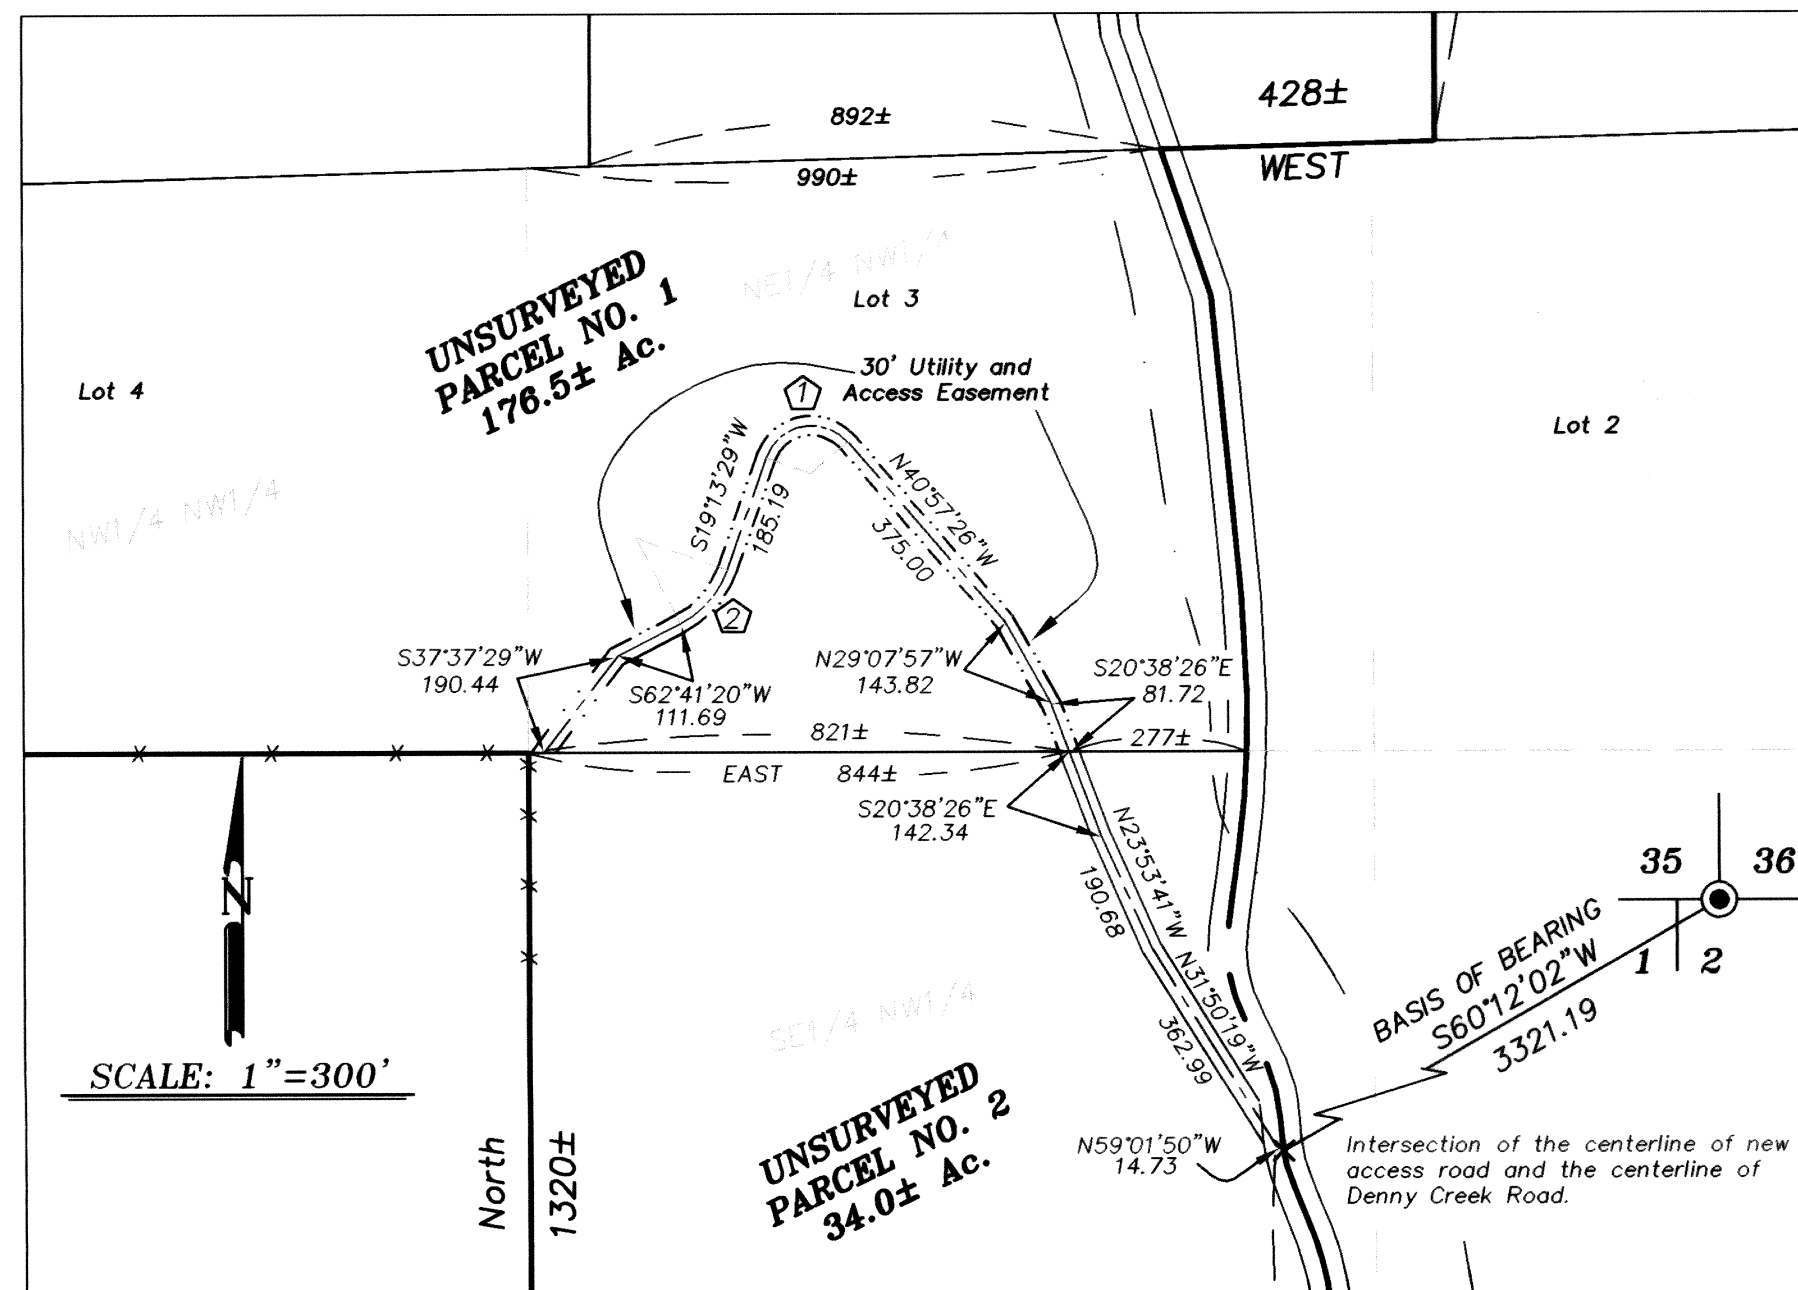 428±
892±
WEST
990±
UNSURVEYED
PARCEL NO. 1
176.5± Ac.
NE1/4 NW1/4
Lot 3
Lot 4
30' Utility and
Access Easement
1
Lot 2
S19°13'29"W
185.19
N40°57'26"W
375.00
NW1/4 NW1/4
2
S37°37'29"W
190.44
S62°41'20"W
111.69
N29°07'57"W
143.82
S20°38'26"E
81.72
821±
277±
EAST 844±
S20°38'26"E
142.34
N23°53'41"W
190.68
N
35 36
1 2
BASIS OF BEARING
S60°12'02"W
3321.19
N31°50'19"W
362.99
SE1/4 NW1/4
SCALE: 1"=300'
UNSURVEYED
PARCEL NO. 2
34.0± Ac.
North
1320±
N59°01'50"W
14.73
Intersection of the centerline of new
access road and the centerline of
Denny Creek Road.